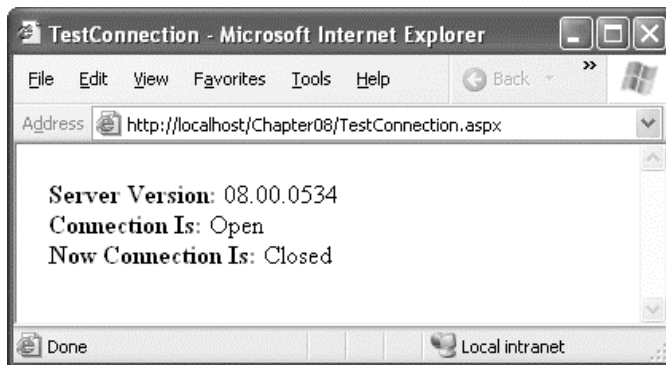 TestConnection - Microsoft Internet Explorer
File Edit View Favorites Tools Help Back »
Address http://localhost/Chapter08/TestConnection.aspx
Server Version: 08.00.0534
Connection Is: Open
Now Connection Is: Closed
Done Local intranet